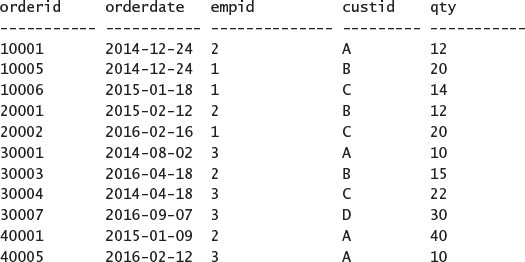 orderid     orderdate  empid          custid    qty
----------- ---------- -------------- --------- -----------
10001       2014-12-24 2              A         12
10005       2014-12-24 1              B         20
10006       2015-01-18 1              C         14
20001       2015-02-12 2              B         12
20002       2016-02-16 1              C         20
30001       2014-08-02 3              A         10
30003       2016-04-18 2              B         15
30004       2014-04-18 3              C         22
30007       2016-09-07 3              D         30
40001       2015-01-09 2              A         40
40005       2016-02-12 3              A         10